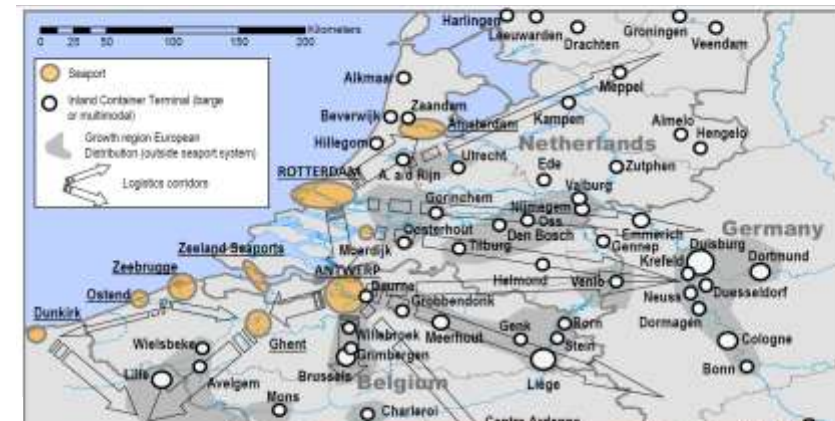 Kilometers
0 25 50 100 150 200
Seaport
Inland Container Terminal (barge
or multimodal)
Growth region European
Distribution (outside seaport system)
Logistics corridors
Harlingen
Leeuwarden
Drachten
Groningen
Veendam
Alkmaar
Meppel
Beverwijk
Zaandam
Amsterdam
Kampen
Almelo
Hengelo
Hillegom
Netherlands
A. a/d Rijn
Utrecht
Ede
Zutphen
ROTTERDAM
Gorinchem
Valburg
Nijmegen
Oss
Emmerich
Germany
Moerdijk
Oosterhout
Den Bosch
Gennep
Duisburg
Zeeland Seaports
Tilburg
Krefeld
Dortmund
Zeebrugge
ANTWERP
Helmond
Venlo
Ostend
Deurne
Neuss
Duesseldorf
Dunkirk
Grobbendonk
Dormagen
Ghent
Willebroek
Meerhout
Genk
Born
Stein
Cologne
Wielsbeke
Grimbergen
Lille
Avelgem
Brussels
Belgium
Liège
Bonn
Mons
Charleroi